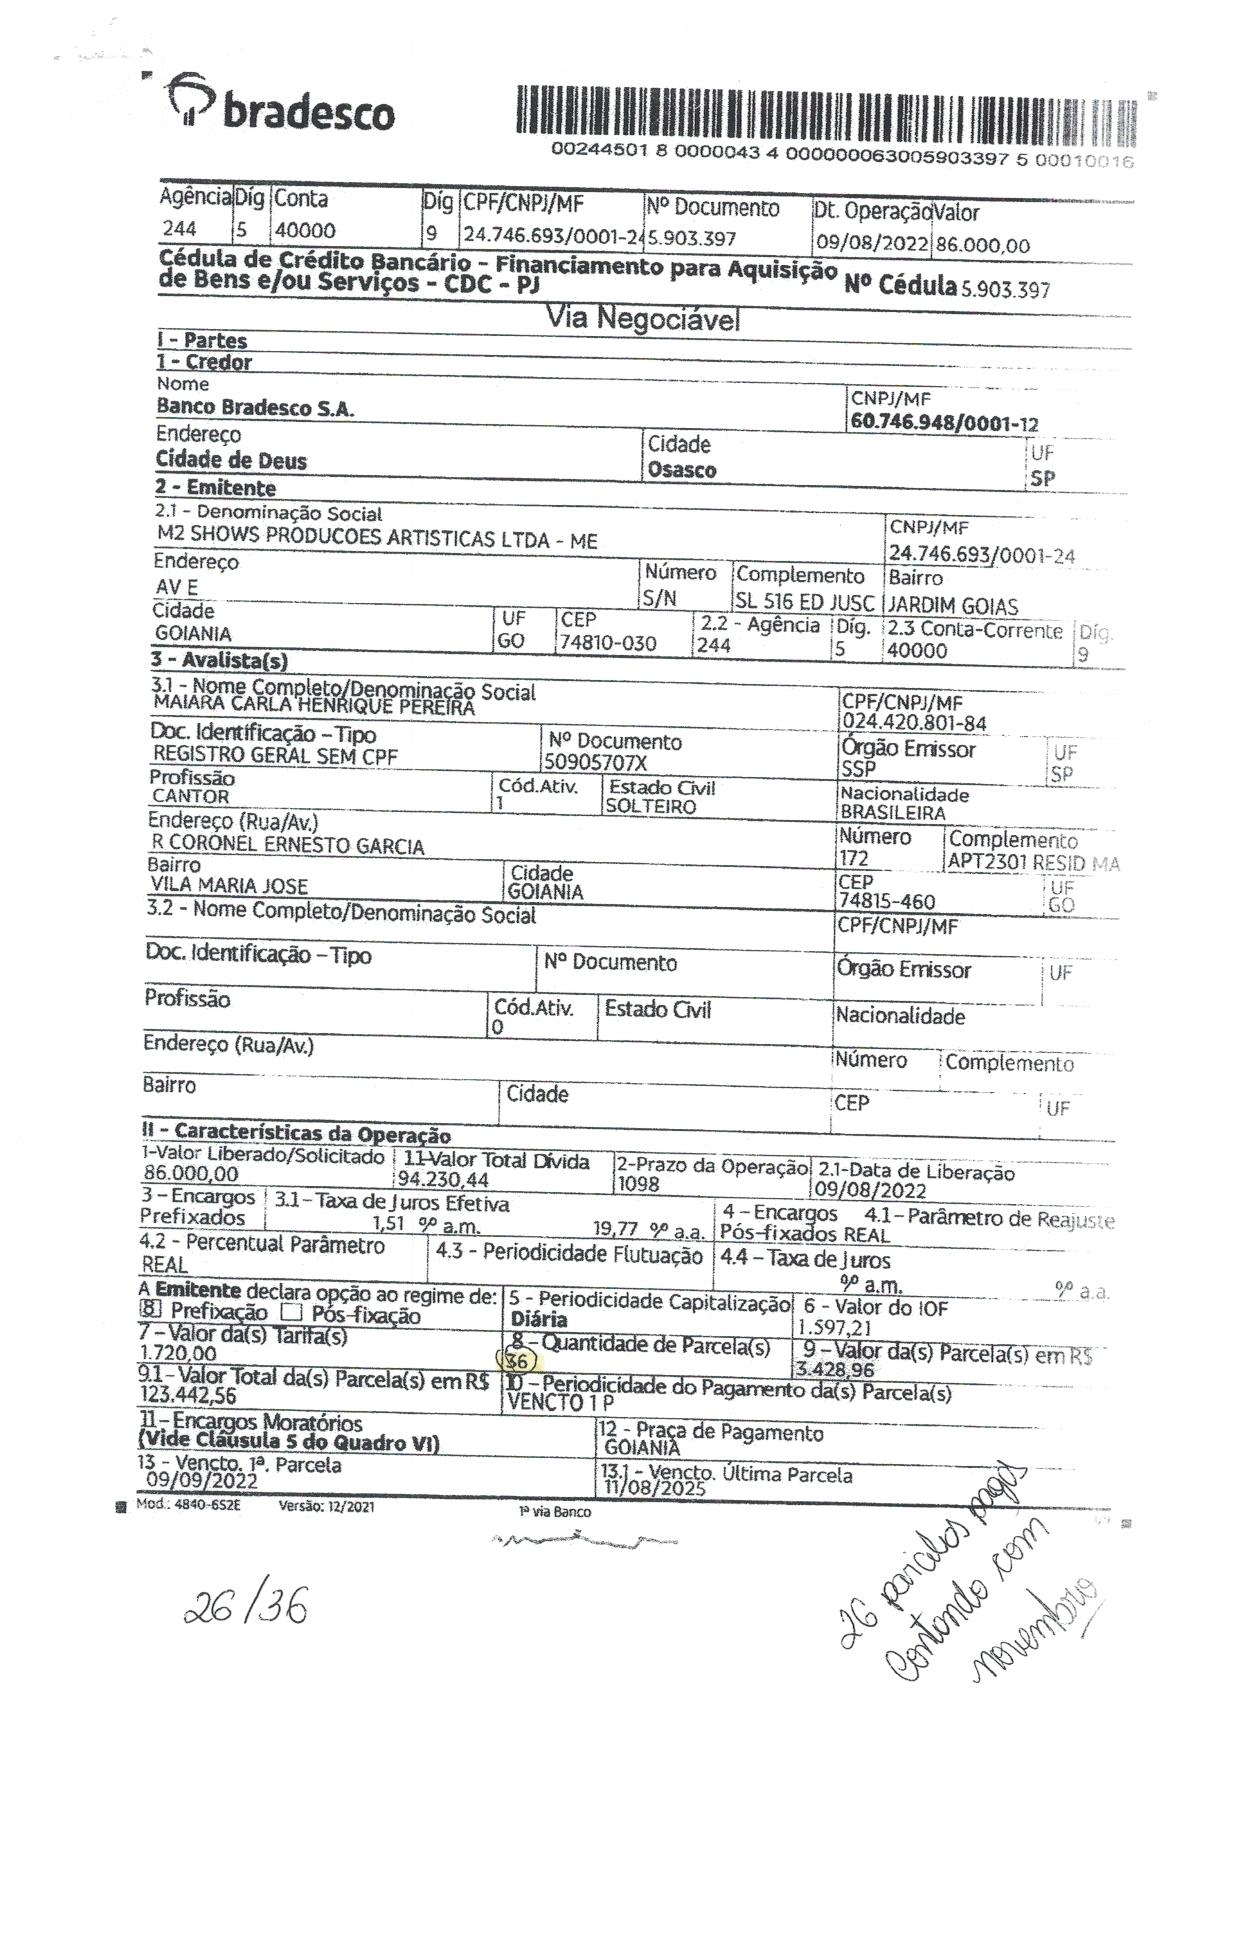 bradesco
00244501 8 0000043 4 000000063005903397 5 00010016
Agência Díg Conta Díg CPF/CNPJ/MF Nº Documento Dt. Operação Valor
244 5 40000 9 24.746.693/0001-24 5.903.397 09/08/2022 86.000,00
Cédula de Crédito Bancário - Financiamento para Aquisição
de Bens e/ou Serviços - CDC - PJ Nº Cédula 5.903.397
Via Negociável
I - Partes
1 - Credor
Nome CNPJ/MF
Banco Bradesco S.A. 60.746.948/0001-12
Endereço Cidade UF
Cidade de Deus Osasco SP
2 - Emitente
2.1 - Denominação Social CNPJ/MF
M2 SHOWS PRODUCOES ARTISTICAS LTDA - ME 24.746.693/0001-24
Endereço Número Complemento Bairro
AV E S/N SL 516 ED JUSC JARDIM GOIAS
Cidade UF CEP 2.2 - Agência Díg. 2.3 Conta-Corrente Díg.
GOIANIA GO 74810-030 244 5 40000 9
3 - Avalista(s)
3.1 - Nome Completo/Denominação Social CPF/CNPJ/MF
MAIARA CARLA HENRIQUE PEREIRA 024.420.801-84
Doc. Identificação - Tipo Nº Documento Órgão Emissor UF
REGISTRO GERAL SEM CPF 50905707X SSP SP
Profissão Cód.Ativ. Estado Civil Nacionalidade
CANTOR 1 SOLTEIRO BRASILEIRA
Endereço (Rua/Av.) Número Complemento
R CORONEL ERNESTO GARCIA 172 APT2301 RESID MA
Bairro Cidade CEP UF
VILA MARIA JOSE GOIANIA 74815-460 GO
3.2 - Nome Completo/Denominação Social CPF/CNPJ/MF
Doc. Identificação - Tipo Nº Documento Órgão Emissor UF
Profissão Cód.Ativ. Estado Civil Nacionalidade
0
Endereço (Rua/Av.) Número Complemento
Bairro Cidade CEP UF
II - Características da Operação
1-Valor Liberado/Solicitado 1.1-Valor Total Dívida 2-Prazo da Operação 2.1-Data de Liberação
86.000,00 94.230,44 1098 09/08/2022
3 - Encargos 3.1 - Taxa de Juros Efetiva 4 - Encargos 4.1 - Parâmetro de Reajuste
Prefixados 1,51 % a.m. 19,77 % a.a. Pós-fixados REAL
4.2 - Percentual Parâmetro 4.3 - Periodicidade Flutuação 4.4 - Taxa de Juros
REAL % a.m. % a.a.
A Emitente declara opção ao regime de: 5 - Periodicidade Capitalização 6 - Valor do IOF
8 Prefixação Pós-fixação Diária 1.597,21
7 - Valor da(s) Tarifa(s) 8 - Quantidade de Parcela(s) 9 - Valor da(s) Parcela(s) em R$
1.720,00 36 3.428,96
9.1 - Valor Total da(s) Parcela(s) em R$ 10 - Periodicidade do Pagamento da(s) Parcela(s)
123.442,56 VENCTO 1 P
11 - Encargos Moratórios 12 - Praça de Pagamento
(Vide Cláusula 5 do Quadro VI) GOIANIA
13 - Vencto. 1ª. Parcela 13.1 - Vencto. Última Parcela
09/09/2022 11/08/2025
Mod.: 4840-652E Versão: 12/2021 1ª via Banco
26/36
26 parcelas pagas
Contando com
novembro